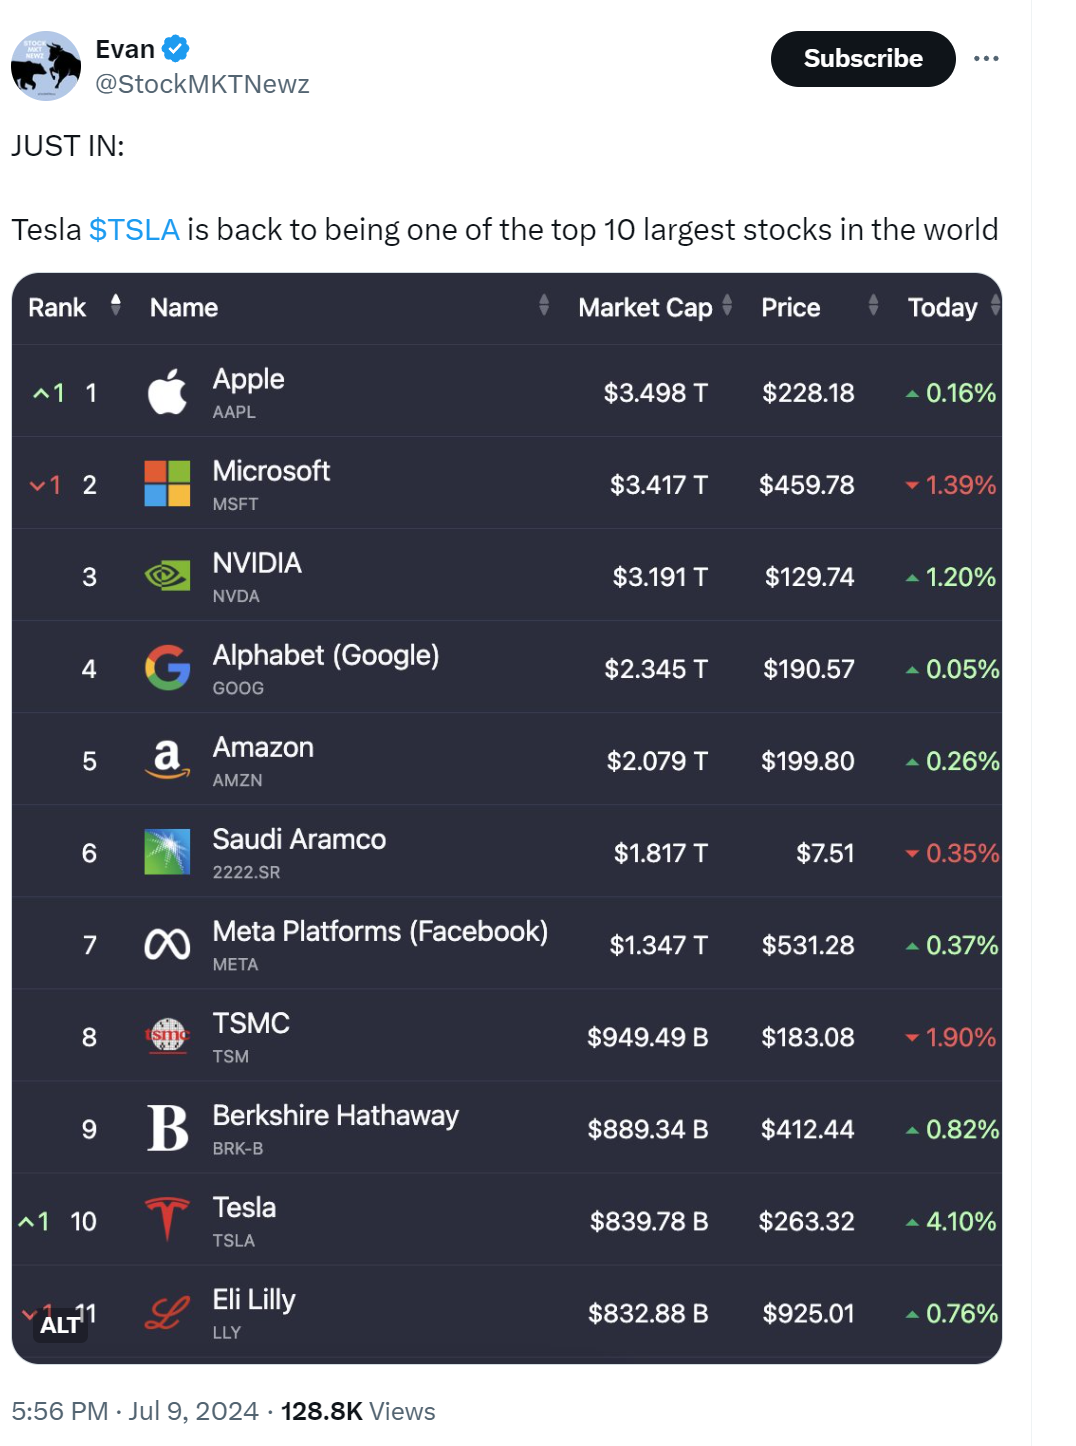 Evan
@StockMKTNewz
Subscribe
JUST IN:
Tesla $TSLA is back to being one of the top 10 largest stocks in the world
Rank Name Market Cap Price Today
1 1 Apple $3.498 T $228.18 0.16%
AAPL
1 2 Microsoft $3.417 T $459.78 1.39%
MSFT
3 NVIDIA $3.191 T $129.74 1.20%
NVDA
4 Alphabet (Google) $2.345 T $190.57 0.05%
GOOG
5 Amazon $2.079 T $199.80 0.26%
AMZN
6 Saudi Aramco $1.817 T $7.51 0.35%
2222.SR
7 Meta Platforms (Facebook) $1.347 T $531.28 0.37%
META
8 tsmc TSMC $949.49 B $183.08 1.90%
TSM
9 B Berkshire Hathaway $889.34 B $412.44 0.82%
BRK-B
1 10 Tesla $839.78 B $263.32 4.10%
TSLA
1 11 Eli Lilly $832.88 B $925.01 0.76%
LLY
ALT
5:56 PM · Jul 9, 2024 · 128.8K Views